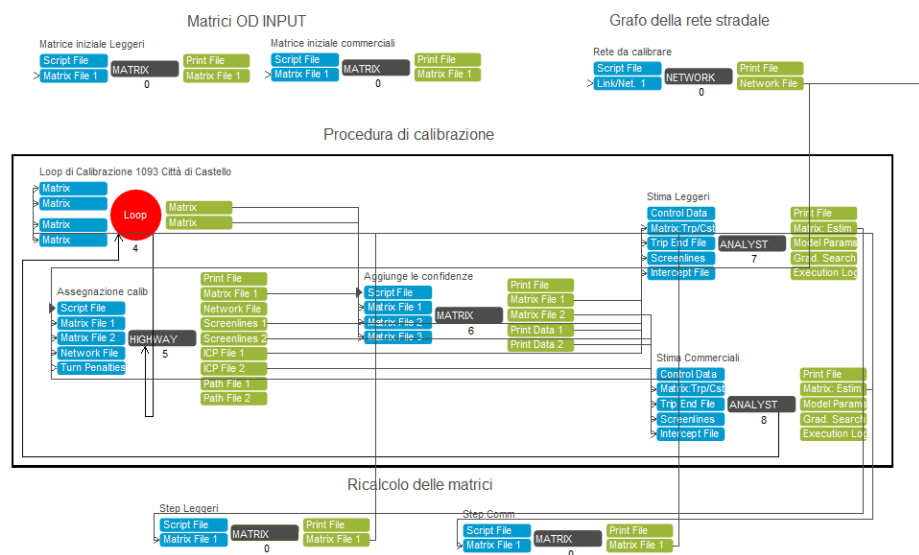 Matrici OD INPUT
Grafo della rete stradale
Matrice iniziale Leggeri
Script File
Matrix File 1
MATRIX
0
Print File
Matrix File 1
Matrice iniziale commerciali
Script File
Matrix File 1
MATRIX
0
Print File
Matrix File 1
Rete da calibrare
Script File
Link/Net. 1
NETWORK
0
Print File
Network File
Procedura di calibrazione
Loop di Calibrazione 1093 Città di Castello
Matrix
Matrix
Matrix
Matrix
Loop
4
Matrix
Matrix
Assegnazione calib
Script File
Matrix File 1
Matrix File 2
Network File
Turn Penalties
HIGHWAY
5
Print File
Matrix File 1
Network File
Screenlines 1
Screenlines 2
ICP File 1
ICP File 2
Path File 1
Path File 2
Aggiunge le confidenze
Script File
Matrix File 1
Matrix File 2
Matrix File 3
MATRIX
6
Print File
Matrix File 1
Matrix File 2
Print Data 1
Print Data 2
Stima Leggeri
Control Data
Matrix:Trp/Cst
Trip End File
Screenlines
Intercept File
ANALYST
7
Print File
Matrix: Estim
Model Params
Grad. Search
Execution Log
Stima Commerciali
Control Data
Matrix:Trp/Cst
Trip End File
Screenlines
Intercept File
ANALYST
8
Print File
Matrix: Estim
Model Params
Grad. Search
Execution Log
Ricalcolo delle matrici
Step Leggeri
Script File
Matrix File 1
MATRIX
0
Print File
Matrix File 1
Step Comm
Script File
Matrix File 1
MATRIX
0
Print File
Matrix File 1